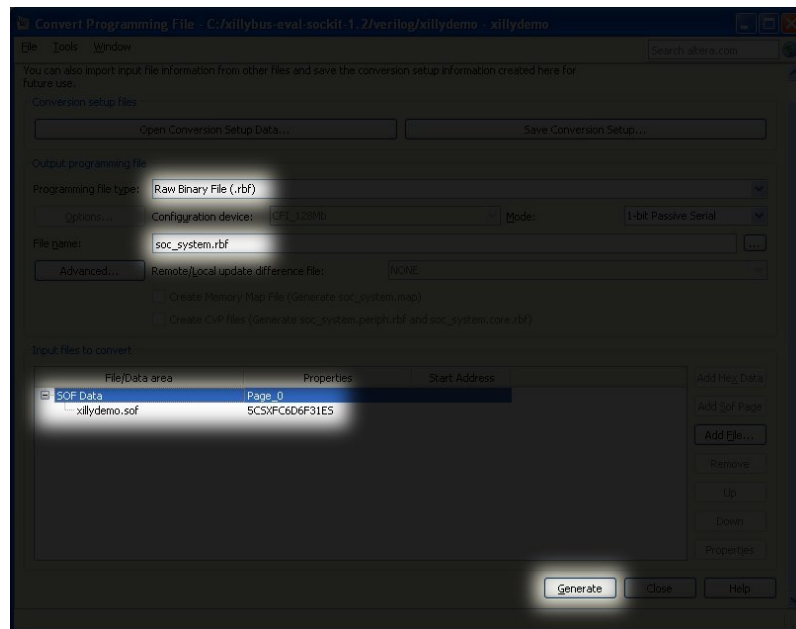 Convert Programming File - C:/xillybus-eval-sockit-1.2/verilog/xillydemo - xillydemo
File Tools Window Search altera.com
You can also import input file information from other files and save the conversion setup information created here for
future use.
Conversion setup files
Open Conversion Setup Data... Save Conversion Setup...
Output programming file
Programming file type: Raw Binary File (.rbf)
Options... Configuration device: CFI_128Mb Mode: 1-bit Passive Serial
File name: soc_system.rbf ...
Advanced... Remote/Local update difference file: NONE
Create Memory Map File (Generate soc_system.map)
Create CvP files (Generate soc_system.periph.rbf and soc_system.core.rbf)
Input files to convert
File/Data area Properties Start Address Add Hex Data
SOF Data Page_0
xillydemo.sof 5CSXFC6D6F31ES Add Sof Page
Add File...
Remove
Up
Down
Properties
Generate Close Help